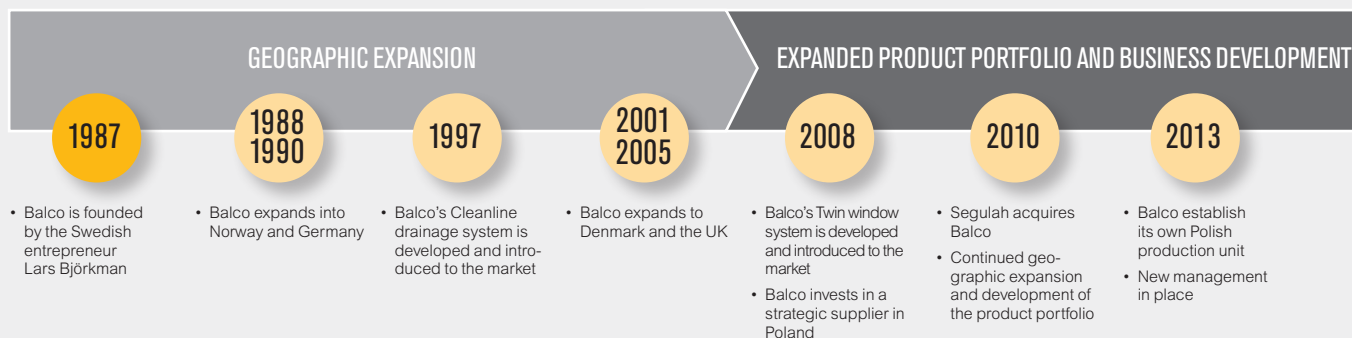 GEOGRAPHIC EXPANSION
EXPANDED PRODUCT PORTFOLIO AND BUSINESS DEVELOPMENT
1987
• Balco is founded
by the Swedish
entrepreneur
Lars Björkman
1988
1990
• Balco expands into
Norway and Germany
1997
• Balco's Cleanline
drainage system is
developed and intro-
duced to the market
2001
2005
• Balco expands to
Denmark and the UK
2008
• Balco's Twin window
system is developed
and introduced to the
market
• Balco invests in a
strategic supplier in
Poland
2010
• Segulah acquires
Balco
• Continued geo-
graphic expansion
and development of
the product portfolio
2013
• Balco establish
its own Polish
production unit
• New management
in place